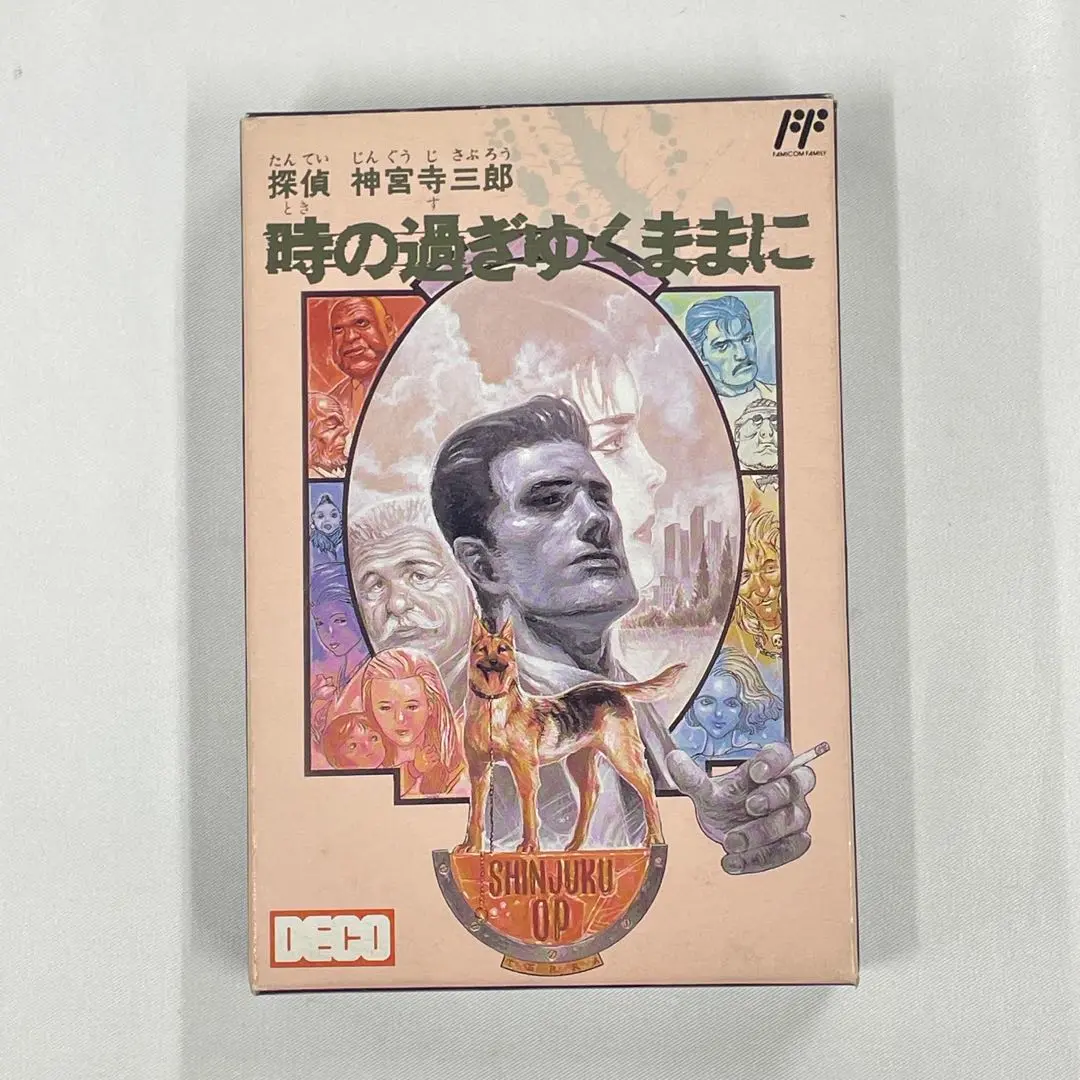 FAMICOM FAMILY
たんてい じんぐうじ さぶろう
探偵 神宮寺三郎
とき す
時の過ぎゆくままに
SHINJUKU
OP
DECO